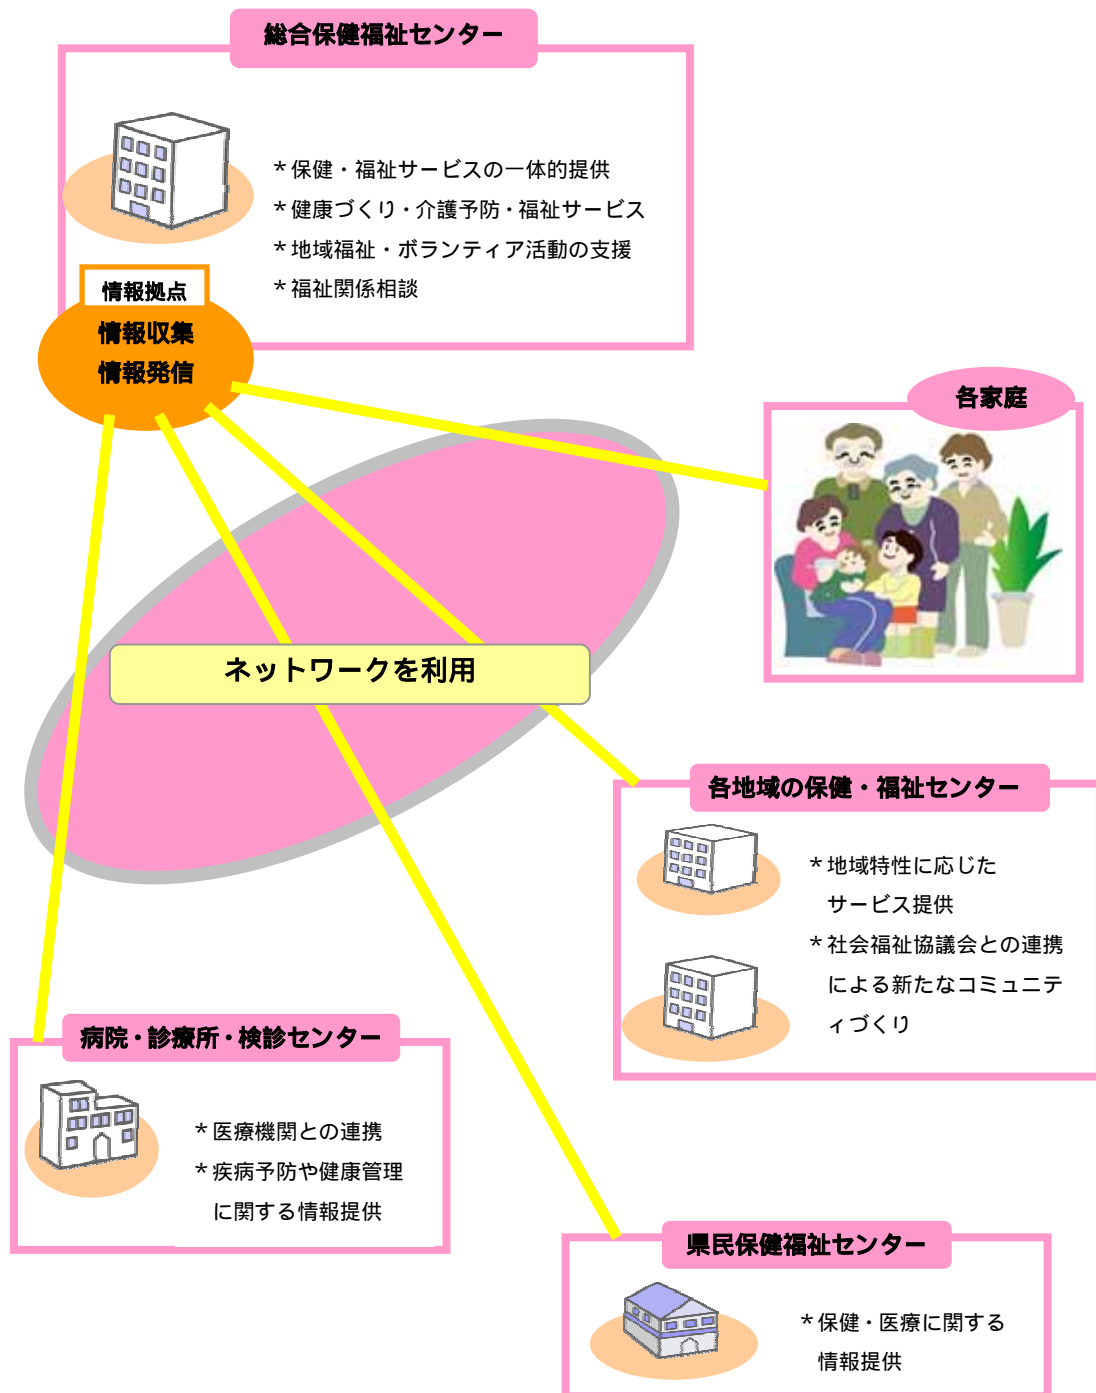 総合保健福祉センター
*保健・福祉サービスの一体的提供
*健康づくり・介護予防・福祉サービス
*地域福祉・ボランティア活動の支援
*福祉関係相談
情報拠点
情報収集
情報発信
各家庭
ネットワークを利用
各地域の保健・福祉センター
*地域特性に応じた
サービス提供
*社会福祉協議会との連携
による新たなコミュニテ
ィづくり
病院・診療所・検診センター
*医療機関との連携
*疾病予防や健康管理
に関する情報提供
県民保健福祉センター
*保健・医療に関する
情報提供